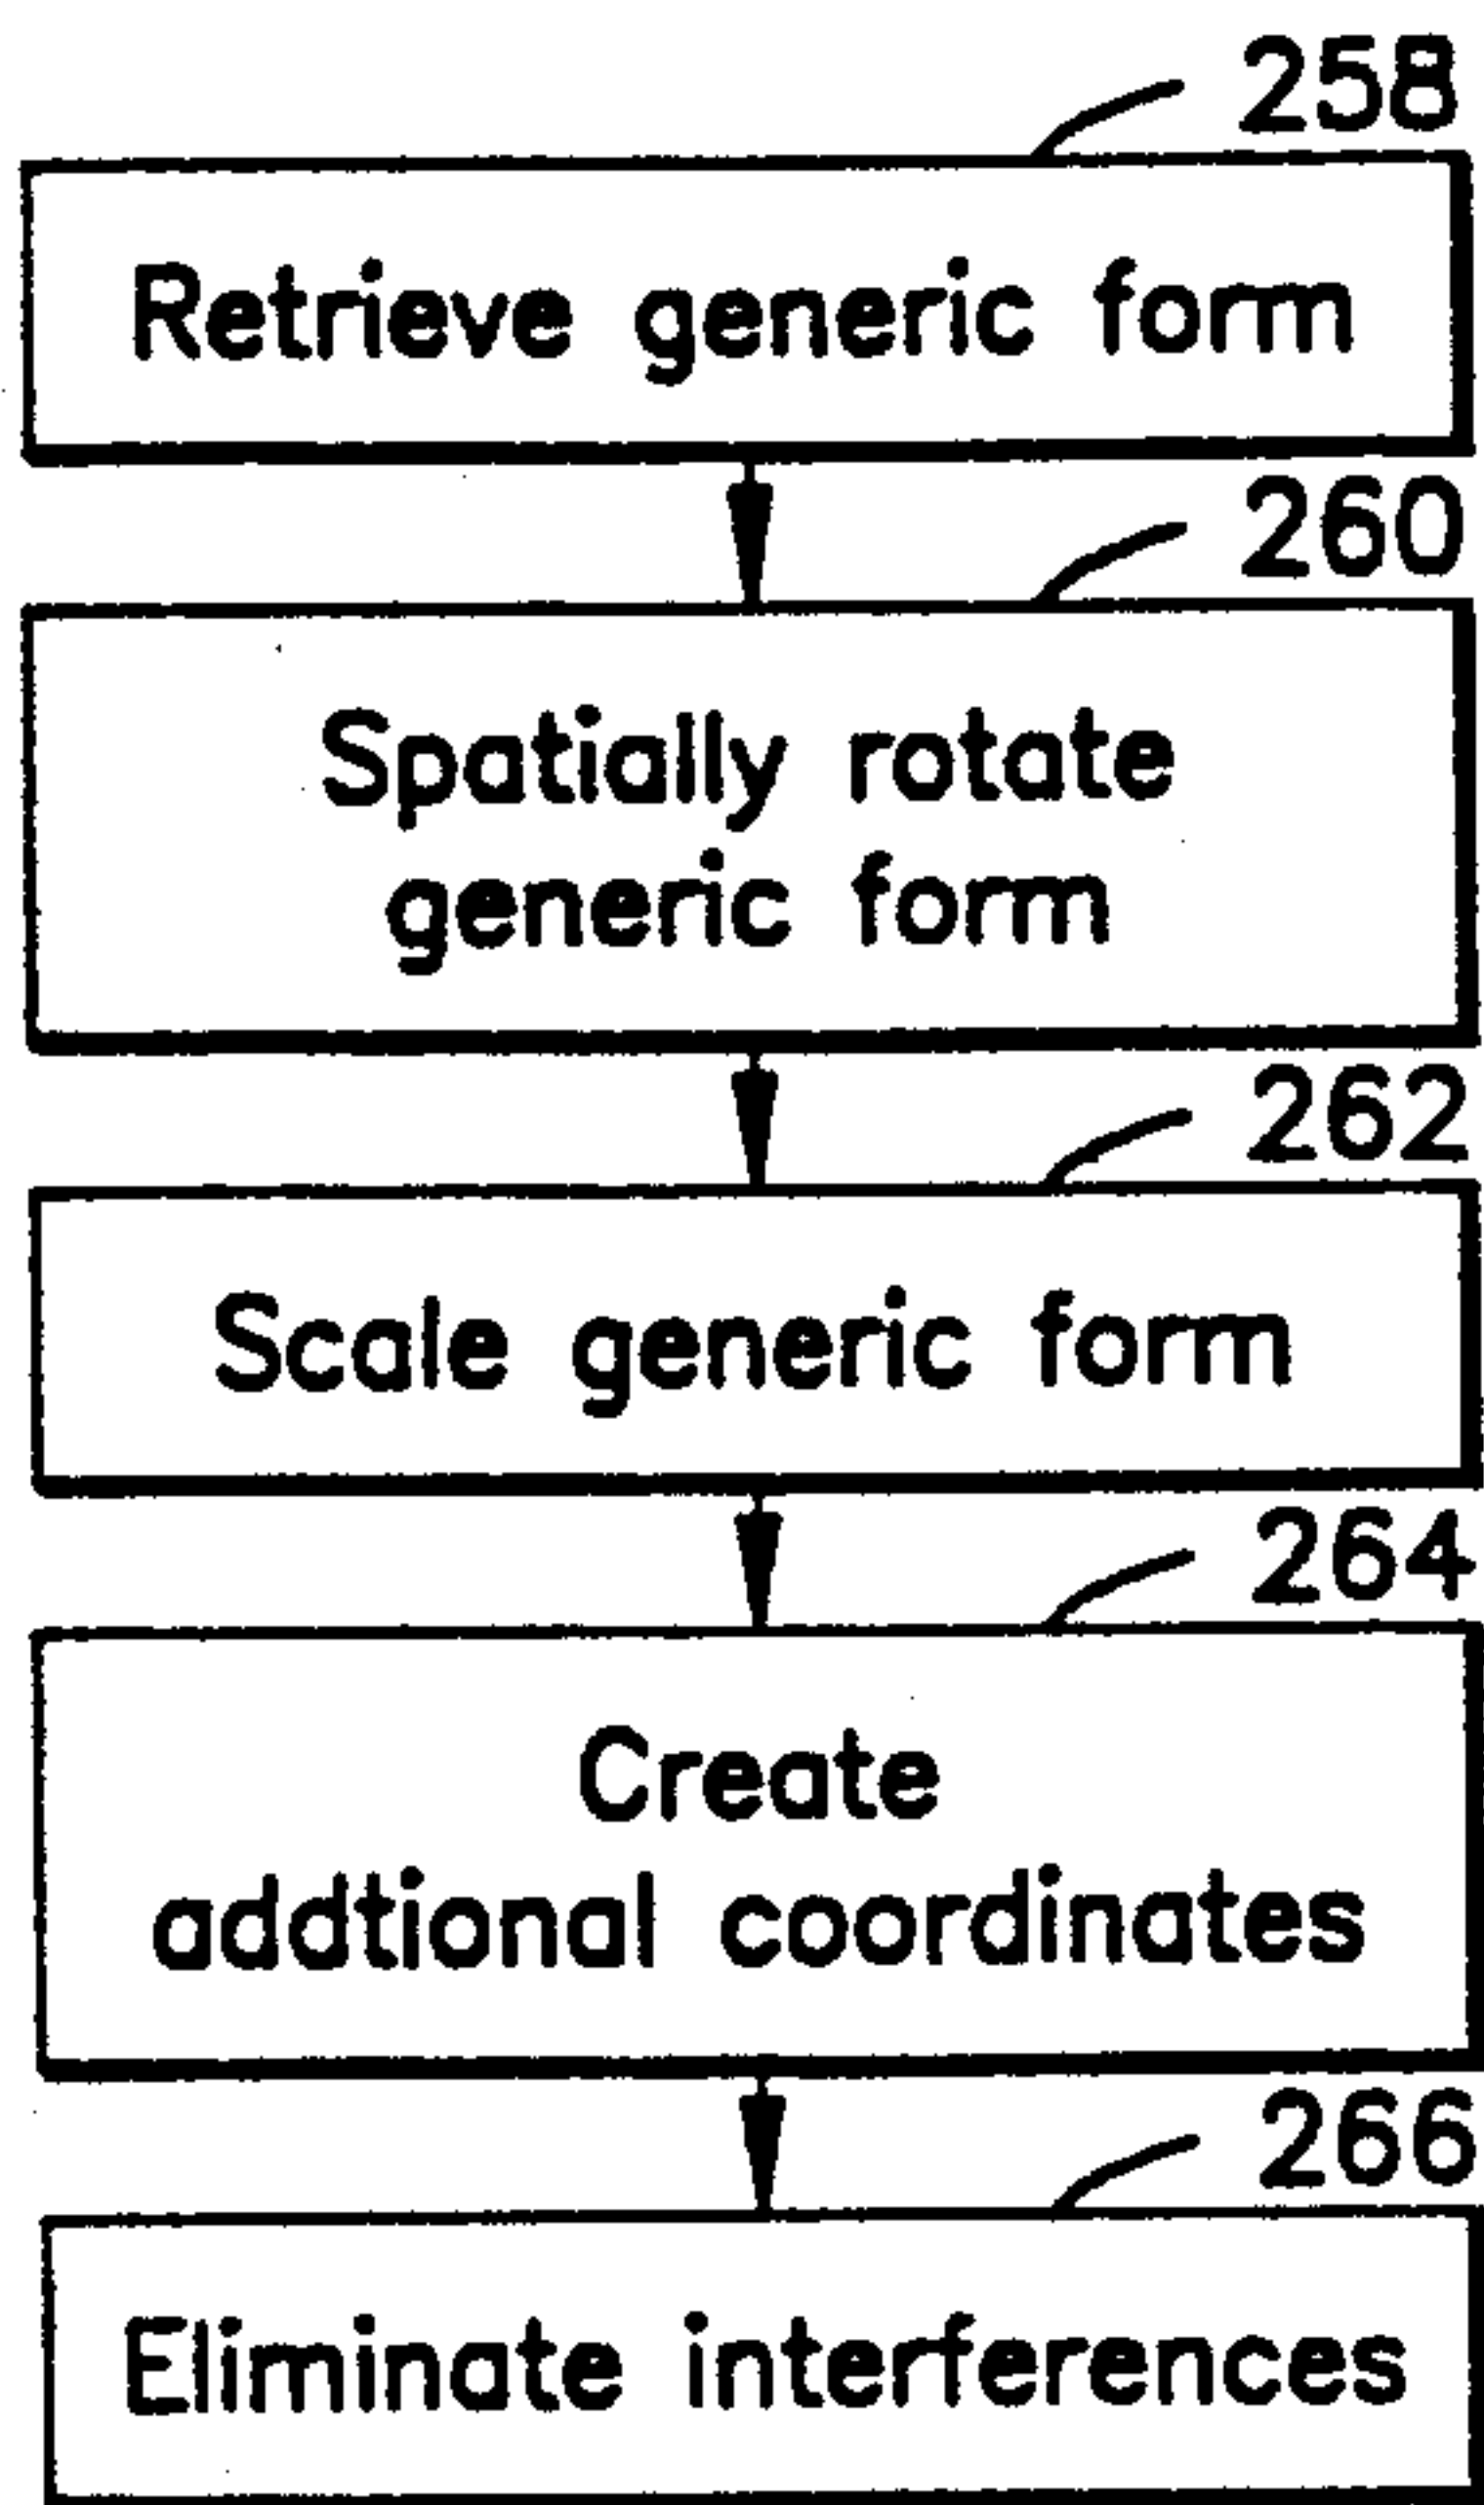 258
Retrieve generic form
260
Spatially rotate
generic form
262
Scale generic form
264
Create
addtional coordinates
266
Eliminate interferences